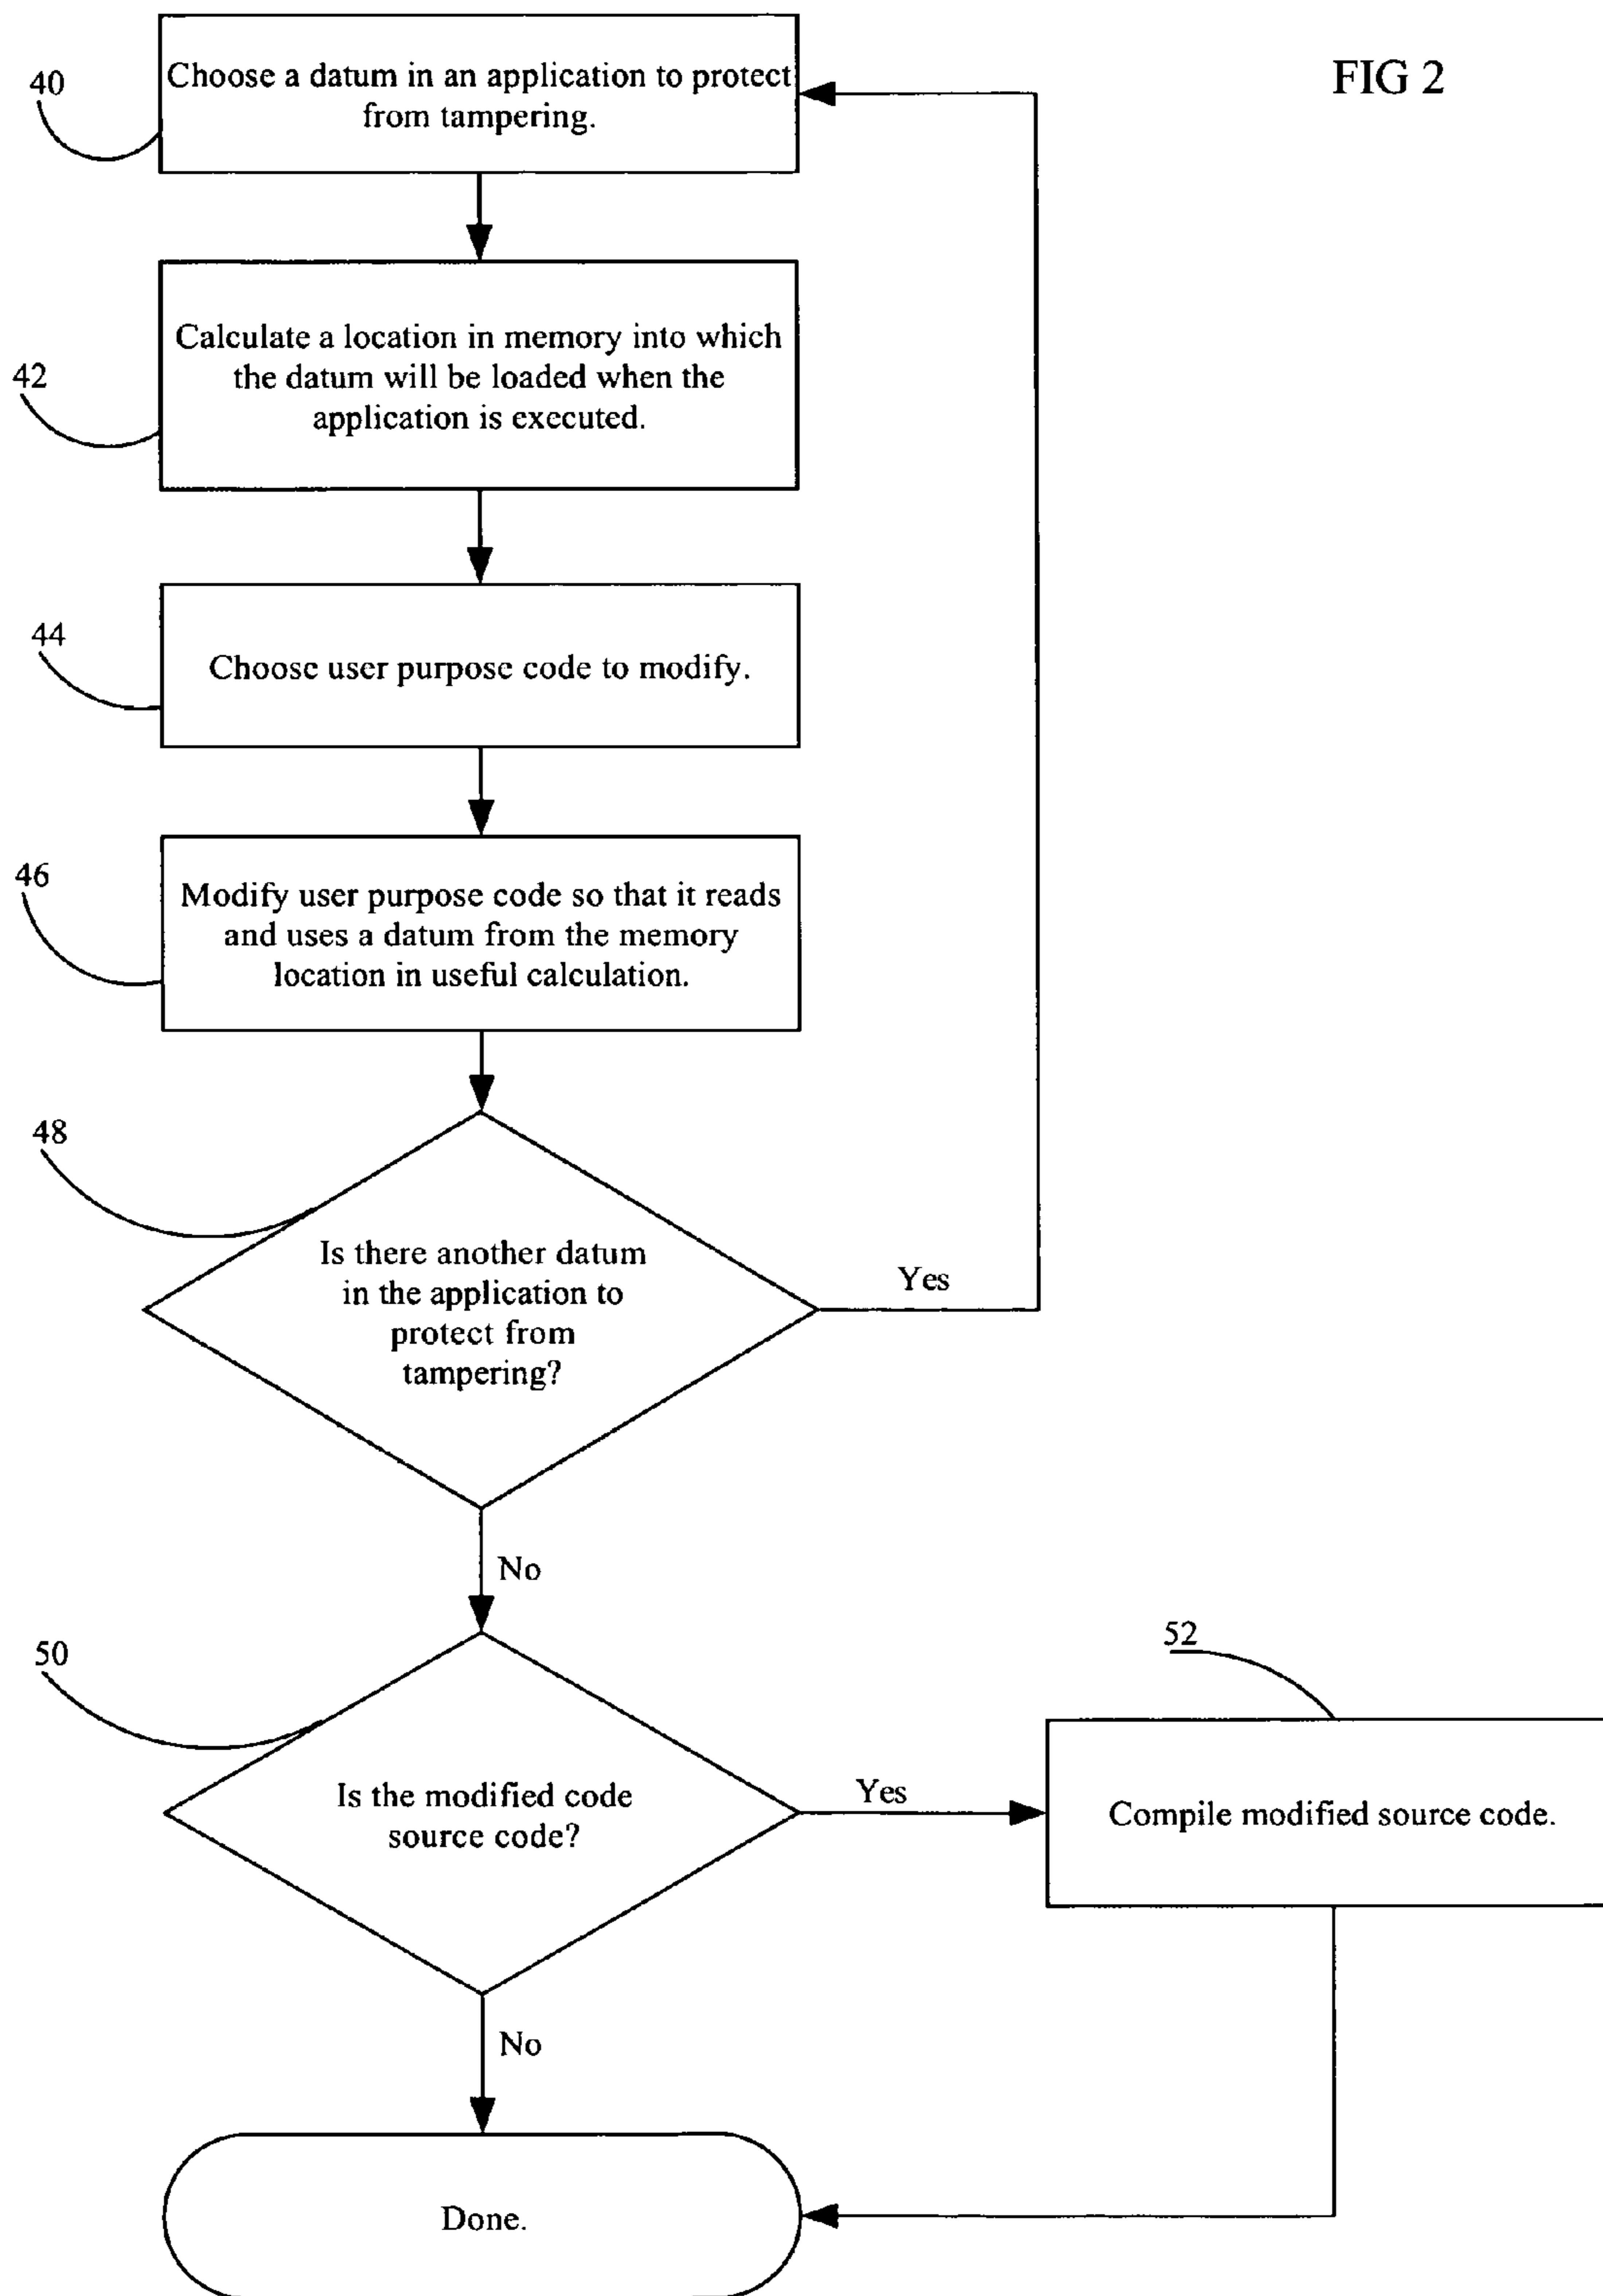 FIG 2
40
Choose a datum in an application to protect
from tampering.
42
Calculate a location in memory into which
the datum will be loaded when the
application is executed.
44
Choose user purpose code to modify.
46
Modify user purpose code so that it reads
and uses a datum from the memory
location in useful calculation.
48
Is there another datum
in the application to
protect from
tampering?
Yes
No
50
Is the modified code
source code?
Yes
52
Compile modified source code.
No
Done.